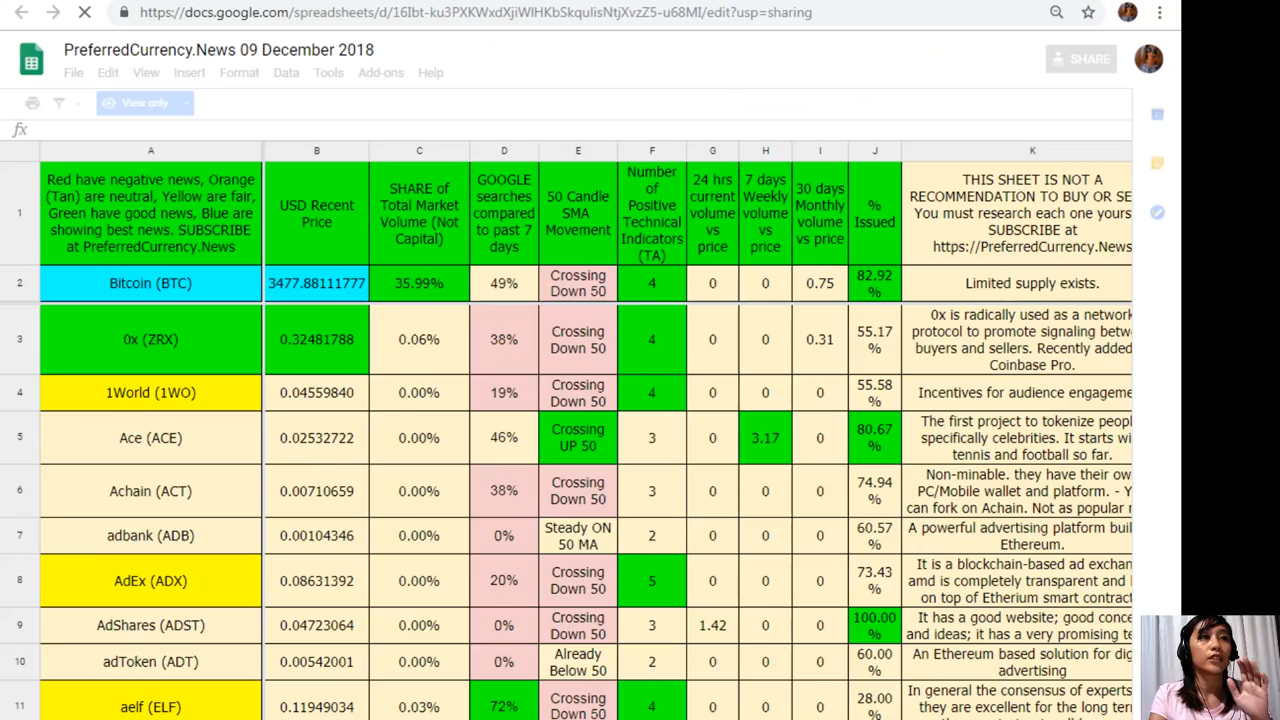 https://docs.google.com/spreadsheets/d/16Ibt-ku3PXKWxdXjiWlHKbSkqulisNtjXvzZ5-u68MI/edit?usp=sharing
PreferredCurrency.News 09 December 2018
File Edit View Insert Format Data Tools Add-ons Help
SHARE
View only
fx
A B C D E F G H I J K
1
Red have negative news, Orange
(Tan) are neutral, Yellow are fair,
Green have good news, Blue are
showing best news. SUBSCRIBE
at PreferredCurrency.News
USD Recent
Price
SHARE of
Total Market
Volume (Not
Capital)
GOOGLE
searches
compared
to past 7
days
50 Candle
SMA
Movement
Number
of
Positive
Technical
Indicators
(TA)
24 hrs
current
volume
vs
price
7 days
Weekly
volume
vs
price
30 days
Monthly
volume
vs price
%
Issued
THIS SHEET IS NOT A
RECOMMENDATION TO BUY OR SE
You must research each one yours
SUBSCRIBE at
https://PreferredCurrency.News
2 Bitcoin (BTC) 3477.88111777 35.99% 49% Crossing Down 50 4 0 0 0.75 82.92 % Limited supply exists.
3 0x (ZRX) 0.32481788 0.06% 38% Crossing Down 50 4 0 0 0.31 55.17 %
0x is radically used as a network
protocol to promote signaling betw
buyers and sellers. Recently added
Coinbase Pro.
4 1World (1WO) 0.04559840 0.00% 19% Crossing Down 50 4 0 0 0 55.58 % Incentives for audience engageme
5 Ace (ACE) 0.02532722 0.00% 46% Crossing UP 50 3 0 3.17 0 80.67 %
The first project to tokenize peopl
specifically celebrities. It starts wi
tennis and football so far.
6 Achain (ACT) 0.00710659 0.00% 38% Crossing Down 50 3 0 0 0 74.94 %
Non-minable. they have their ow
PC/Mobile wallet and platform. - Y
can fork on Achain. Not as popular
7 adbank (ADB) 0.00104346 0.00% 0% Steady ON 50 MA 2 0 0 0 60.57 %
A powerful advertising platform buil
Ethereum.
8 AdEx (ADX) 0.08631392 0.00% 20% Crossing Down 50 5 0 0 0 73.43 %
It is a blockchain-based ad exchan
amd is completely transparent and
on top of Etherium smart contract
9 AdShares (ADST) 0.04723064 0.00% 0% Crossing Down 50 3 1.42 0 0 100.00 %
It has a good website; good conce
and ideas; it has a very promising te
10 adToken (ADT) 0.00542001 0.00% 0% Already Below 50 2 0 0 0 60.00 %
An Ethereum based solution for dig
advertising
11 aelf (ELF) 0.11949034 0.03% 72% Crossing Down 50 4 0 0 0 28.00 %
In general the consensus of experts
they are excellent for the long term